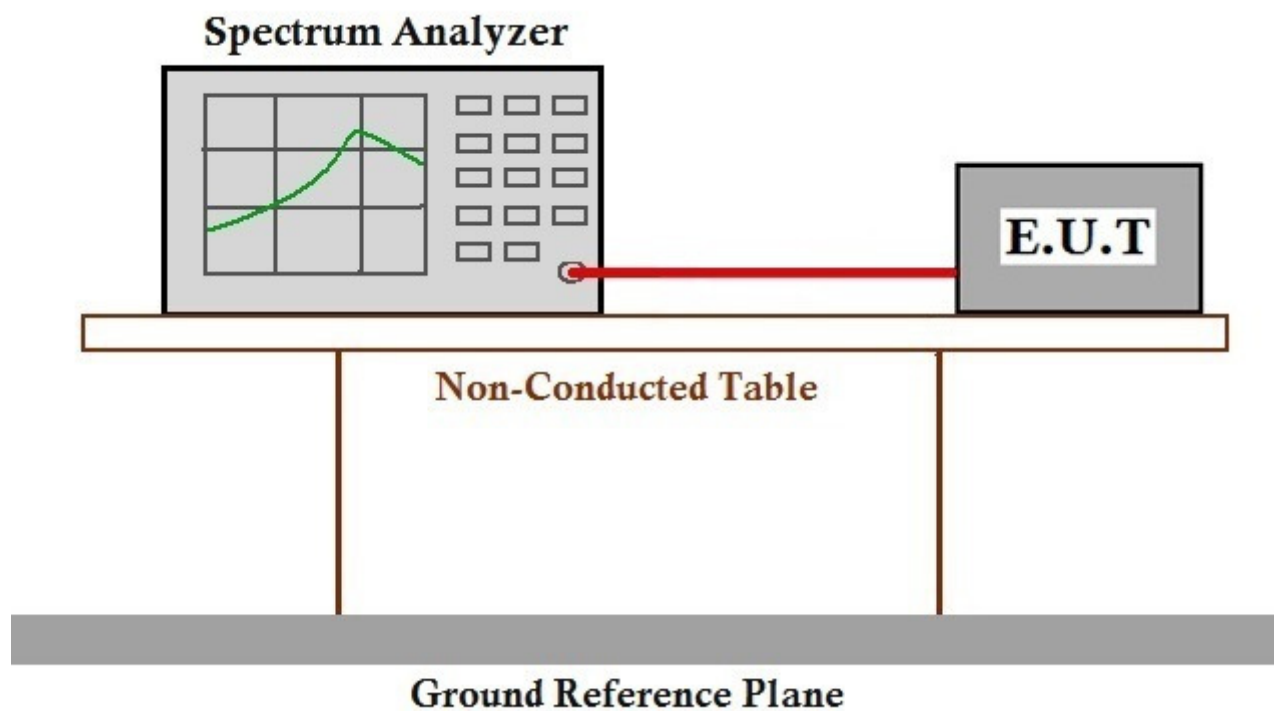 Spectrum Analyzer
E.U.T
Non-Conducted Table
Ground Reference Plane